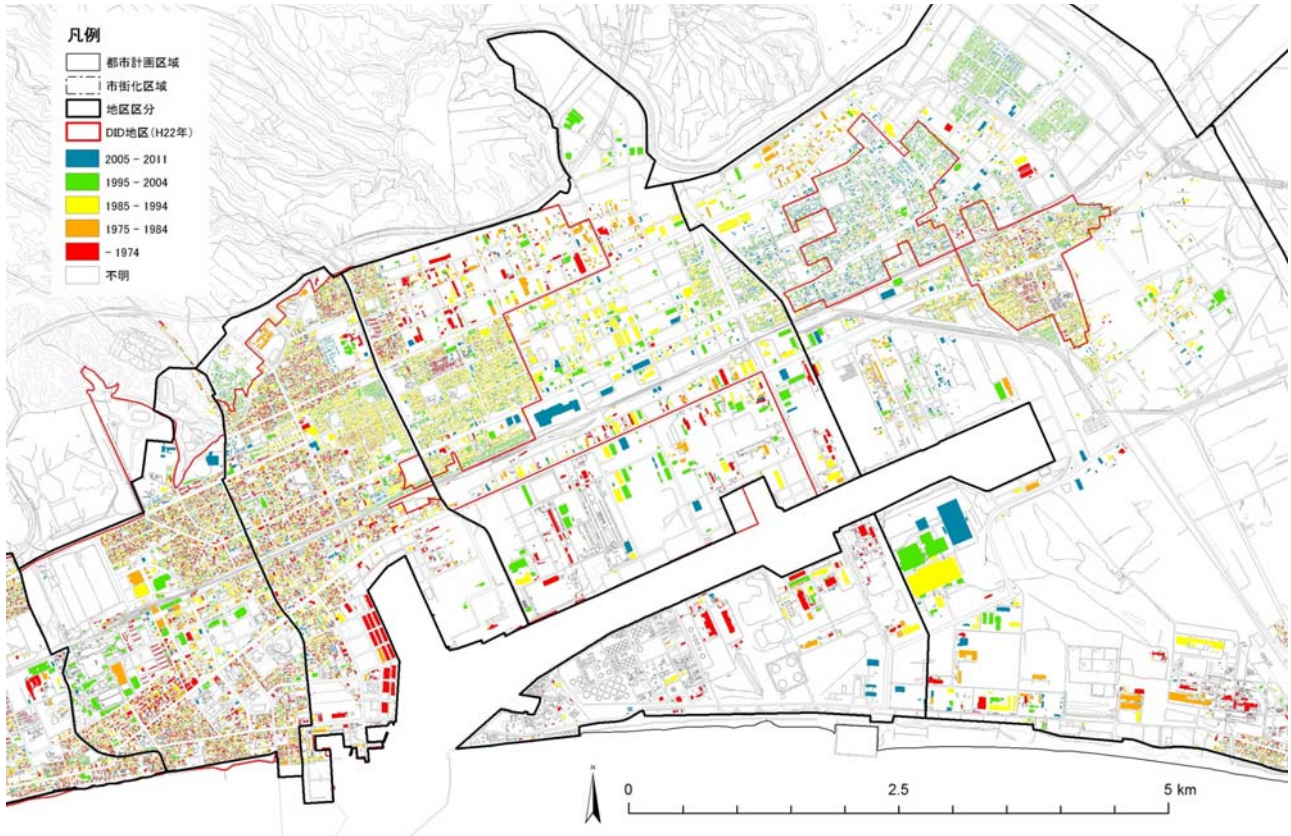 凡例
都市計画区域
市街化区域
地区区分
DID地区(H22年)
2005 - 2011
1995 - 2004
1985 - 1994
1975 - 1984
- 1974
不明
N
0 2.5 5 km